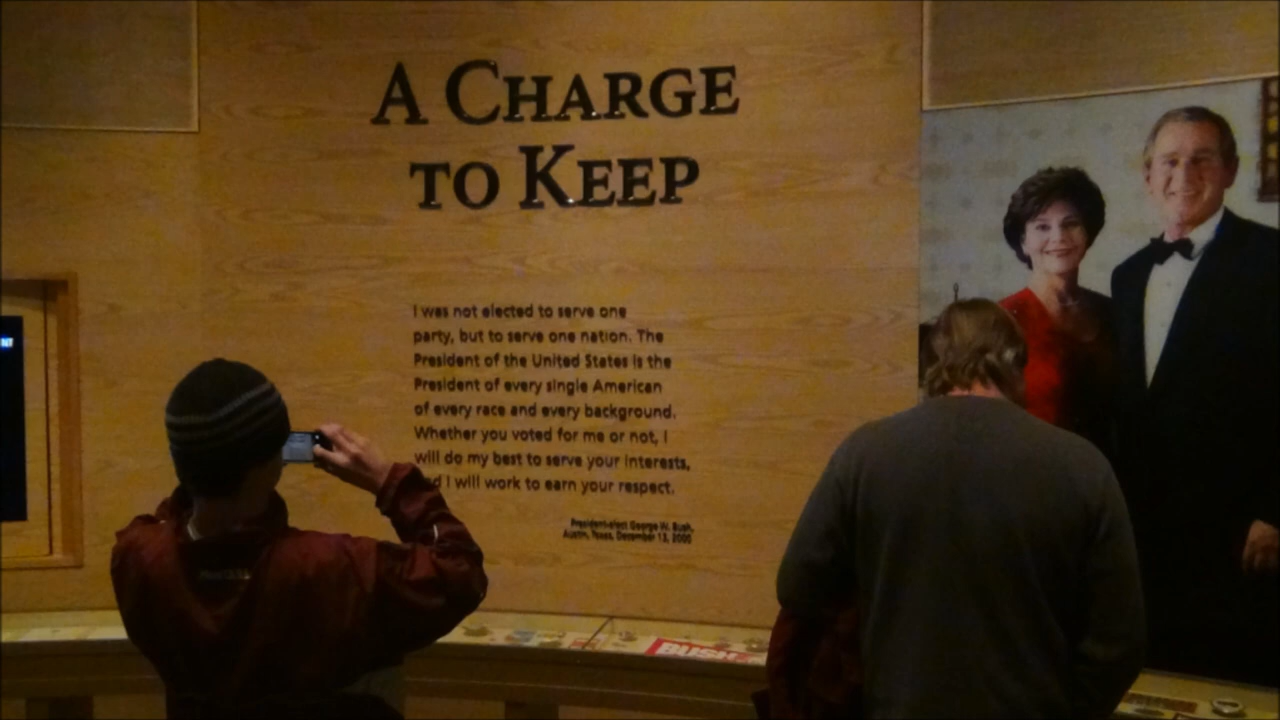 A CHARGE
TO KEEP
I was not elected to serve one
party, but to serve one nation. The
President of the United States is the
President of every single American
of every race and every background.
Whether you voted for me or not, I
will do my best to serve your interests,
nd I will work to earn your respect.
President-elect George W. Bush,
Austin, Texas, December 13, 2000
NT
BUSH